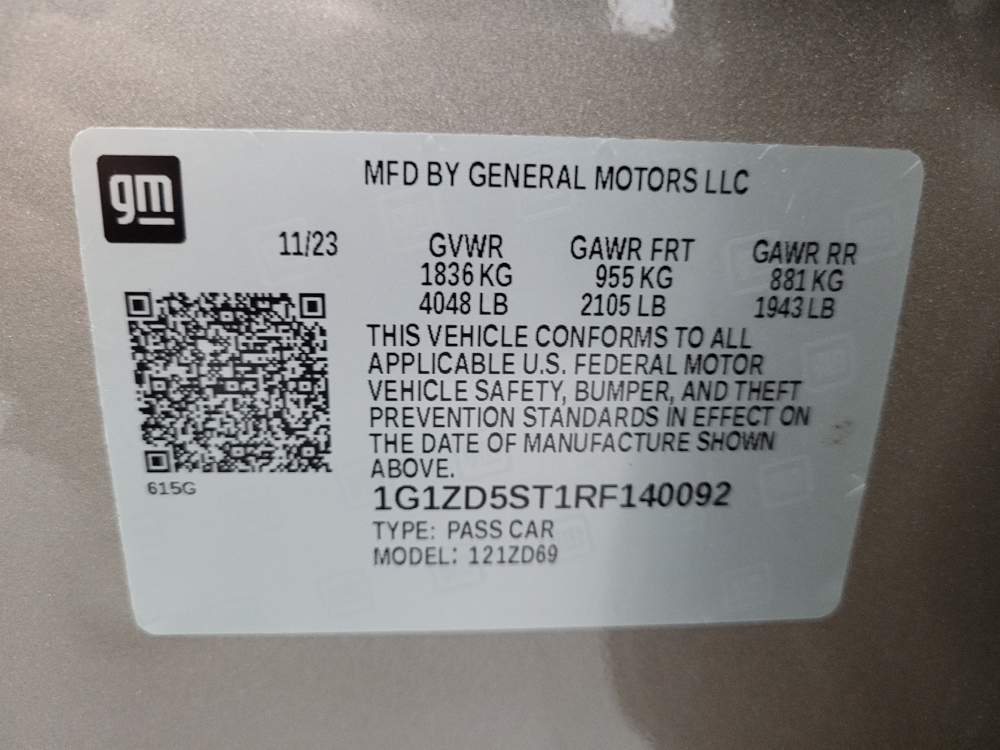 gm
MFD BY GENERAL MOTORS LLC
11/23 GVWR GAWR FRT GAWR RR
1836 KG 955 KG 881 KG
4048 LB 2105 LB 1943 LB
THIS VEHICLE CONFORMS TO ALL
APPLICABLE U.S. FEDERAL MOTOR
VEHICLE SAFETY, BUMPER, AND THEFT
PREVENTION STANDARDS IN EFFECT ON
THE DATE OF MANUFACTURE SHOWN
ABOVE.
615G
1G1ZD5ST1RF140092
TYPE: PASS CAR
MODEL: 121ZD69